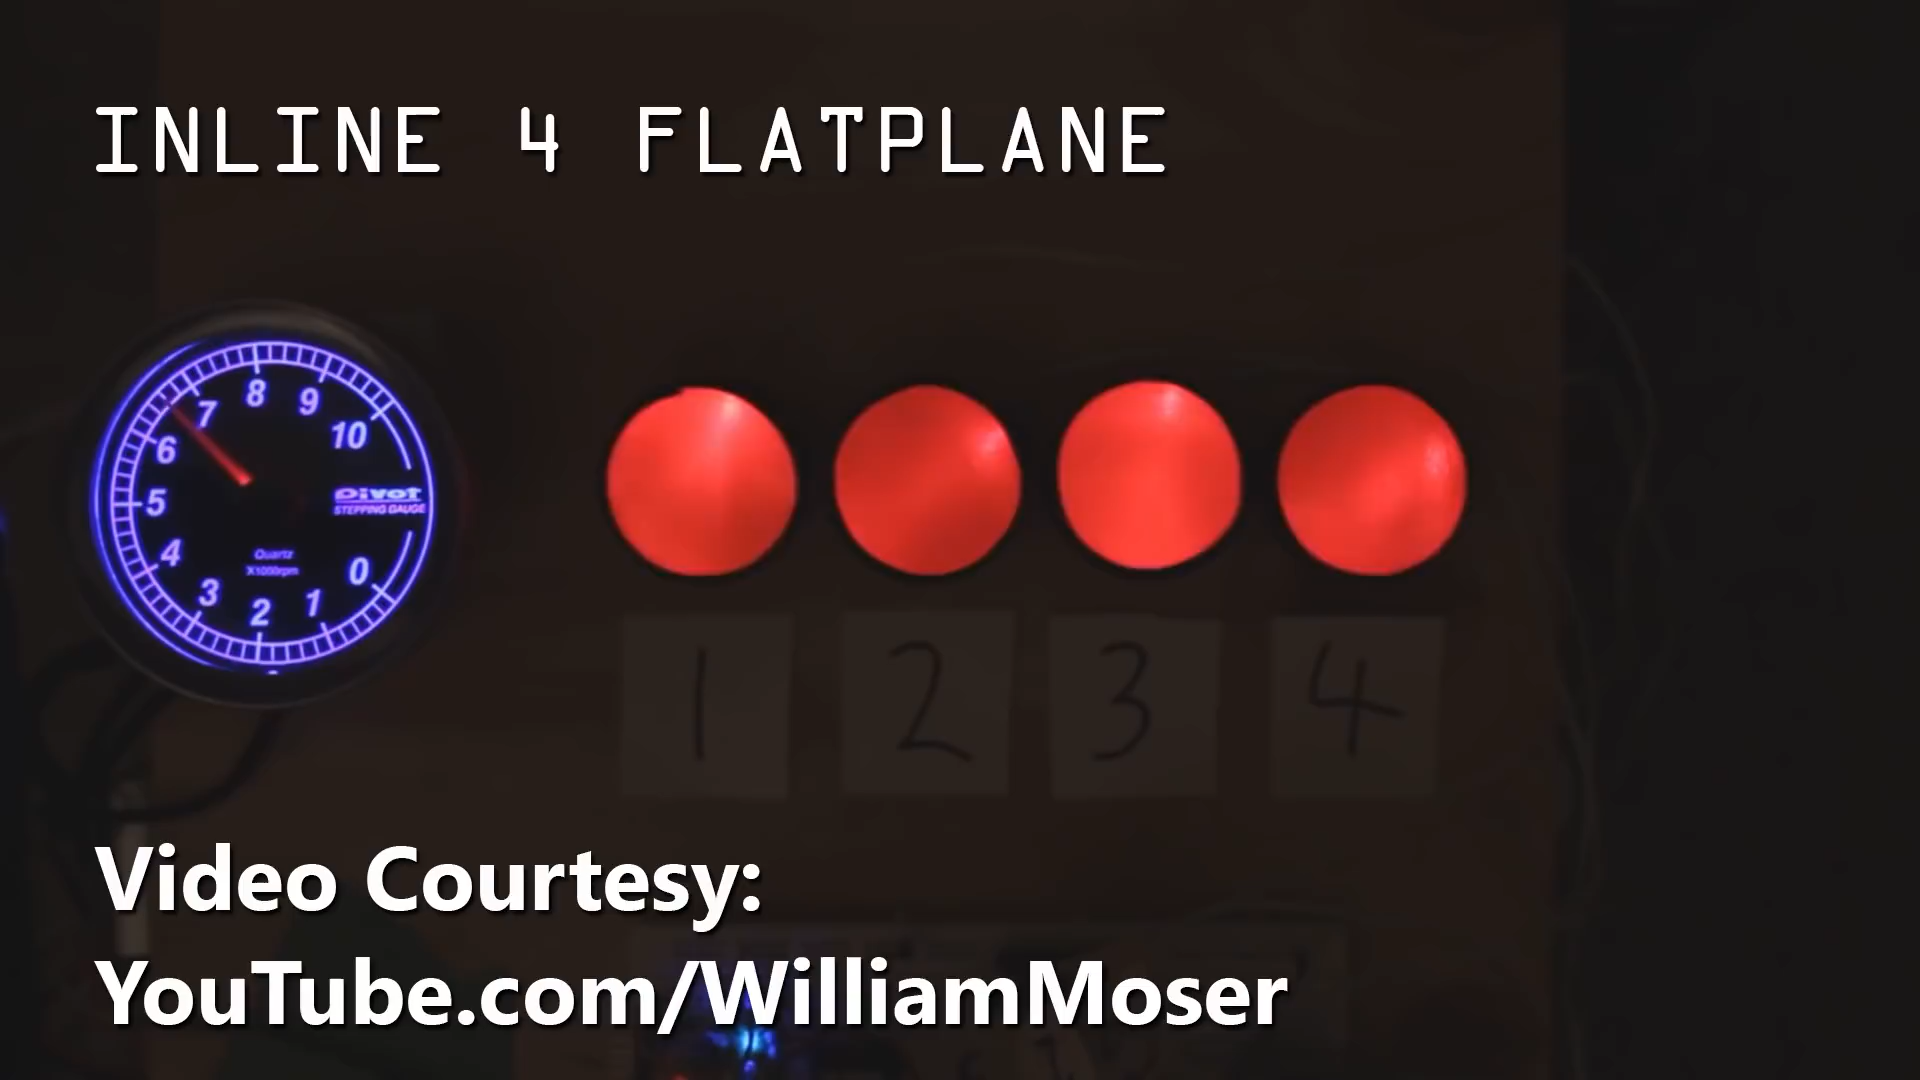 INLINE 4 FLATPLANE
8
7
9
6
10
5
Pivot
STEPPING GAUGE
4
Quartz
X1000rpm
0
3
2
1
1 2 3 4
Video Courtesy:
YouTube.com/WilliamMoser